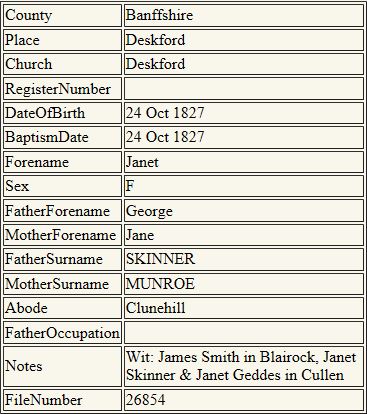 County Banffshire
Place Deskford
Church Deskford
RegisterNumber
DateOfBirth 24 Oct 1827
BaptismDate 24 Oct 1827
Forename Janet
Sex F
FatherForename George
MotherForename Jane
FatherSurname SKINNER
MotherSurname MUNROE
Abode Clunehill
FatherOccupation
Notes Wit: James Smith in Blairock, Janet
Skinner & Janet Geddes in Cullen
FileNumber 26854